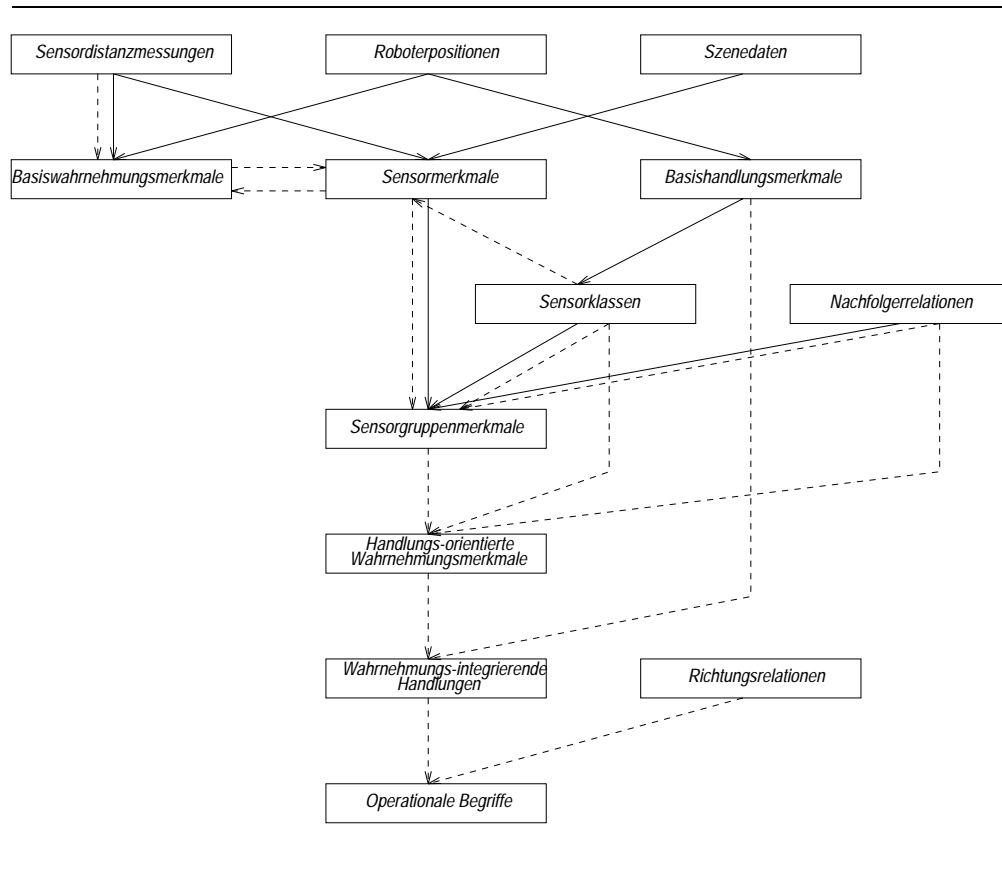 Sensordistanzmessungen
Roboterpositionen
Szenedaten
Basiswahrnehmungsmerkmale
Sensormerkmale
Basishandlungsmerkmale
Sensorklassen
Nachfolgerrelationen
Sensorgruppenmerkmale
Handlungs-orientierte
Wahrnehmungsmerkmale
Wahrnehmungs-integrierende
Handlungen
Richtungsrelationen
Operationale Begriffe